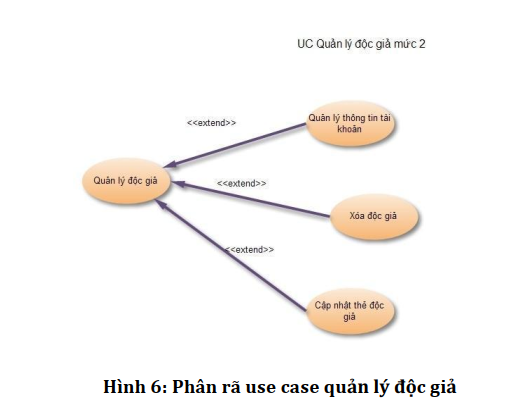 UC Quản lý độc giả mức 2
Quản lý thông tin tài
khoản
<<extend>>
Quản lý độc giả
<<extend>>
Xóa độc giả
<<extend>>
Cập nhật thẻ độc
giả
Hình 6: Phân rã use case quản lý độc giả